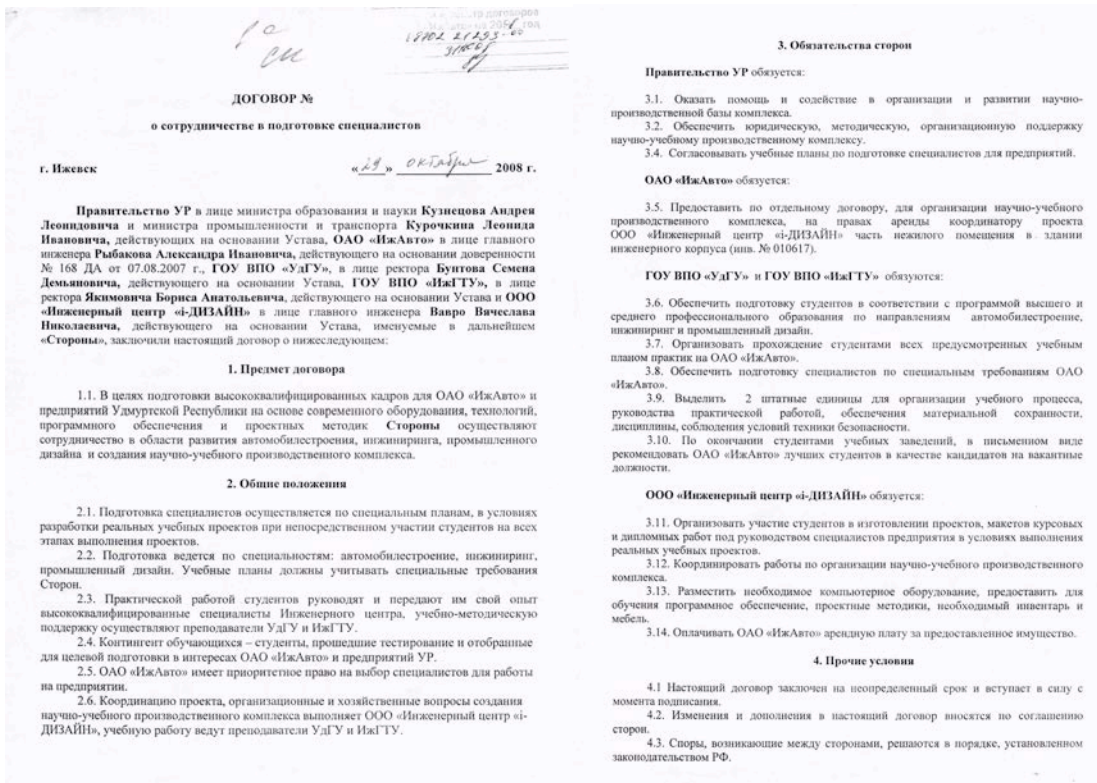 ДОГОВОР №
о сотрудничестве в подготовке специалистов
г. Ижевск «29» октября 2008 г.
Правительство УР в лице министра образования и науки Кузнецова Андрея
Леонидовича и министра промышленности и транспорта Курочкина Леонида
Ивановича, действующих на основании Устава, ОАО «ИжАвто» в лице главного
инженера Рыбакова Александра Ивановича, действующего на основании доверенности
№ 168 ДА от 07.08.2007 г., ГОУ ВПО «УдГУ», в лице ректора Бунтова Семена
Демьяновича, действующего на основании Устава, ГОУ ВПО «ИжГТУ», в лице
ректора Якимовича Бориса Анатольевича, действующего на основании Устава и ООО
«Инженерный центр «i-ДИЗАЙН» в лице главного инженера Вавро Вячеслава
Николаевича, действующего на основании Устава, именуемые в дальнейшем
«Стороны», заключили настоящий договор о нижеследующем:
1. Предмет договора
1.1. В целях подготовки высококвалифицированных кадров для ОАО «ИжАвто» и
предприятий Удмуртской Республики на основе современного оборудования, технологий,
программного обеспечения и проектных методик Стороны осуществляют
сотрудничество в области развития автомобилестроения, инжиниринга, промышленного
дизайна и создания научно-учебного производственного комплекса.
2. Общие положения
2.1. Подготовка специалистов осуществляется по специальным планам, в условиях
разработки реальных учебных проектов при непосредственном участии студентов на всех
этапах выполнения проектов.
2.2. Подготовка ведется по специальностям: автомобилестроение, инжиниринг,
промышленный дизайн. Учебные планы должны учитывать специальные требования
Сторон.
2.3. Практической работой студентов руководят и передают им свой опыт
высококвалифицированные специалисты Инженерного центра, учебно-методическую
поддержку осуществляют преподаватели УдГУ и ИжГТУ.
2.4. Контингент обучающихся – студенты, прошедшие тестирование и отобранные
для целевой подготовки в интересах ОАО «ИжАвто» и предприятий УР.
2.5. ОАО «ИжАвто» имеет приоритетное право на выбор специалистов для работы
на предприятии.
2.6. Координацию проекта, организационные и хозяйственные вопросы создания
научно-учебного производственного комплекса выполняет ООО «Инженерный центр «i-
ДИЗАЙН», учебную работу ведут преподаватели УдГУ и ИжГТУ.
3. Обязательства сторон
Правительство УР обязуется:
3.1. Оказать помощь и содействие в организации и развитии научно-
производственной базы комплекса.
3.2. Обеспечить юридическую, методическую, организационную поддержку
научно-учебному производственному комплексу.
3.4. Согласовывать учебные планы по подготовке специалистов для предприятий.
ОАО «ИжАвто» обязуется:
3.5. Предоставить по отдельному договору, для организации научно-учебного
производственного комплекса, на правах аренды координатору проекта
ООО «Инженерный центр «i-ДИЗАЙН» часть нежилого помещения в здании
инженерного корпуса (инв. № 010617).
ГОУ ВПО «УдГУ» и ГОУ ВПО «ИжГТУ» обязуются:
3.6. Обеспечить подготовку студентов в соответствии с программой высшего и
среднего профессионального образования по направлениям автомобилестроение,
инжиниринг и промышленный дизайн.
3.7. Организовать прохождение студентами всех предусмотренных учебным
планом практик на ОАО «ИжАвто».
3.8. Обеспечить подготовку специалистов по специальным требованиям ОАО
«ИжАвто».
3.9. Выделить 2 штатные единицы для организации учебного процесса,
руководства практической работой, обеспечения материальной сохранности,
дисциплины, соблюдения условий техники безопасности.
3.10. По окончании студентами учебных заведений, в письменном виде
рекомендовать ОАО «ИжАвто» лучших студентов в качестве кандидатов на вакантные
должности.
ООО «Инженерный центр «i-ДИЗАЙН» обязуется:
3.11. Организовать участие студентов в изготовлении проектов, макетов курсовых
и дипломных работ под руководством специалистов предприятия в условиях выполнения
реальных учебных проектов.
3.12. Координировать работы по организации научно-учебного производственного
комплекса.
3.13. Разместить необходимое компьютерное оборудование, предоставить для
обучения программное обеспечение, проектные методики, необходимый инвентарь и
мебель.
3.14. Оплачивать ОАО «ИжАвто» арендную плату за предоставленное имущество.
4. Прочие условия
4.1 Настоящий договор заключен на неопределенный срок и вступает в силу с
момента подписания.
4.2. Изменения и дополнения в настоящий договор вносятся по соглашению
сторон.
4.3. Споры, возникающие между сторонами, решаются в порядке, установленном
законодательством РФ.